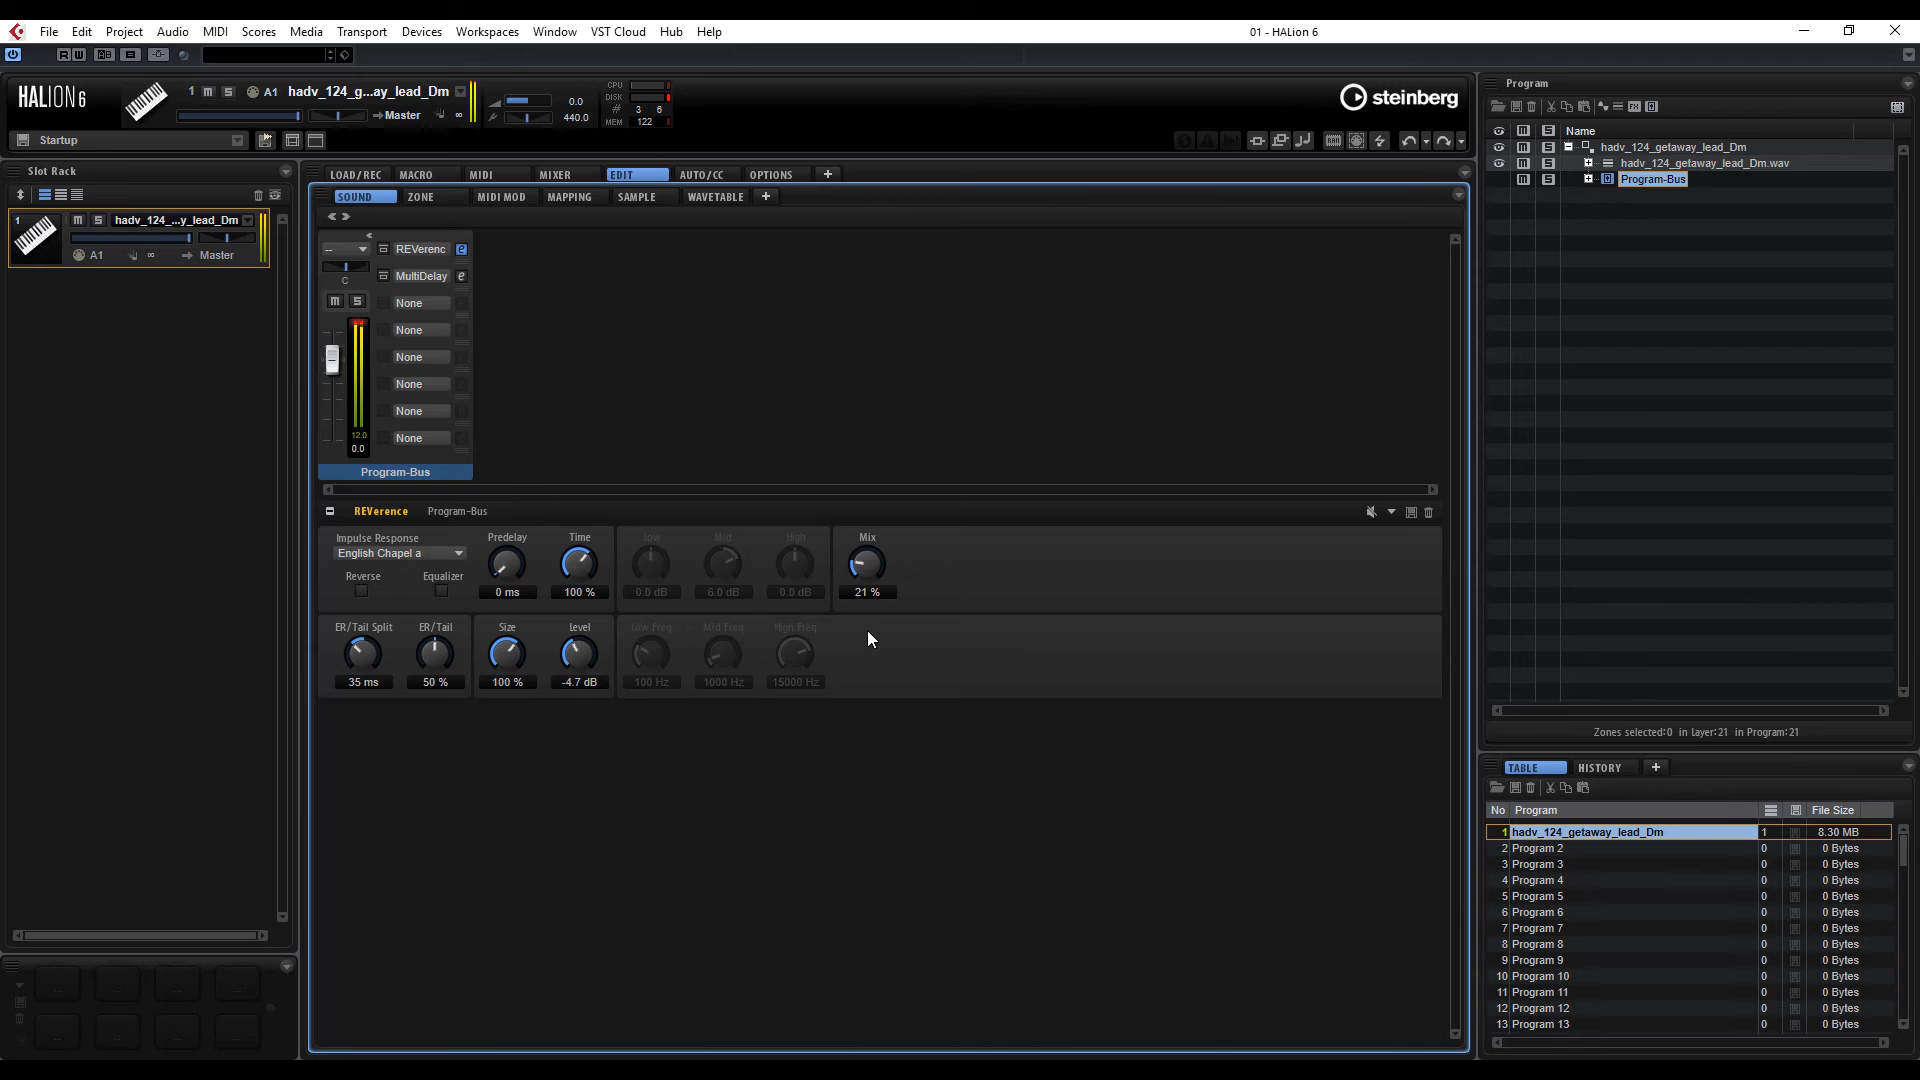 File Edit Project Audio MIDI Scores Media Transport Devices Workspaces Window VST Cloud Hub Help
01 - HALion 6
R W
HALION 6
1 M S A1 hadv_124_g...ay_lead_Dm
Master
0.0
440.0
CPU
DISK
# 3 6
MEM 122
steinberg
Startup
Slot Rack
1 M S hadv_124_...y_lead_Dm
A1 Master
LOAD/REC MACRO MIDI MIXER EDIT AUTO/CC OPTIONS +
SOUND ZONE MIDI MOD MAPPING SAMPLE WAVETABLE +
-- REVerenc e
C MultiDelay e
M S None
None
None
None
None
None
12.0
0.0
Program-Bus
REVerence Program-Bus
Impulse Response Predelay Time Low Mid High Mix
English Chapel a
Reverse Equalizer
0 ms 100 % 0.0 dB 6.0 dB 0.0 dB 21 %
ER/Tail Split ER/Tail Size Level Low Freq Mid Freq High Freq
35 ms 50 % 100 % -4.7 dB 100 Hz 1000 Hz 15000 Hz
Program
M S Name
M S hadv_124_getaway_lead_Dm
M S hadv_124_getaway_lead_Dm.wav
M S Program-Bus
Zones selected:0 in Layer:21 in Program:21
TABLE HISTORY +
No Program File Size
1 hadv_124_getaway_lead_Dm 1 8.30 MB
2 Program 2 0 0 Bytes
3 Program 3 0 0 Bytes
4 Program 4 0 0 Bytes
5 Program 5 0 0 Bytes
6 Program 6 0 0 Bytes
7 Program 7 0 0 Bytes
8 Program 8 0 0 Bytes
9 Program 9 0 0 Bytes
10 Program 10 0 0 Bytes
11 Program 11 0 0 Bytes
12 Program 12 0 0 Bytes
13 Program 13 0 0 Bytes